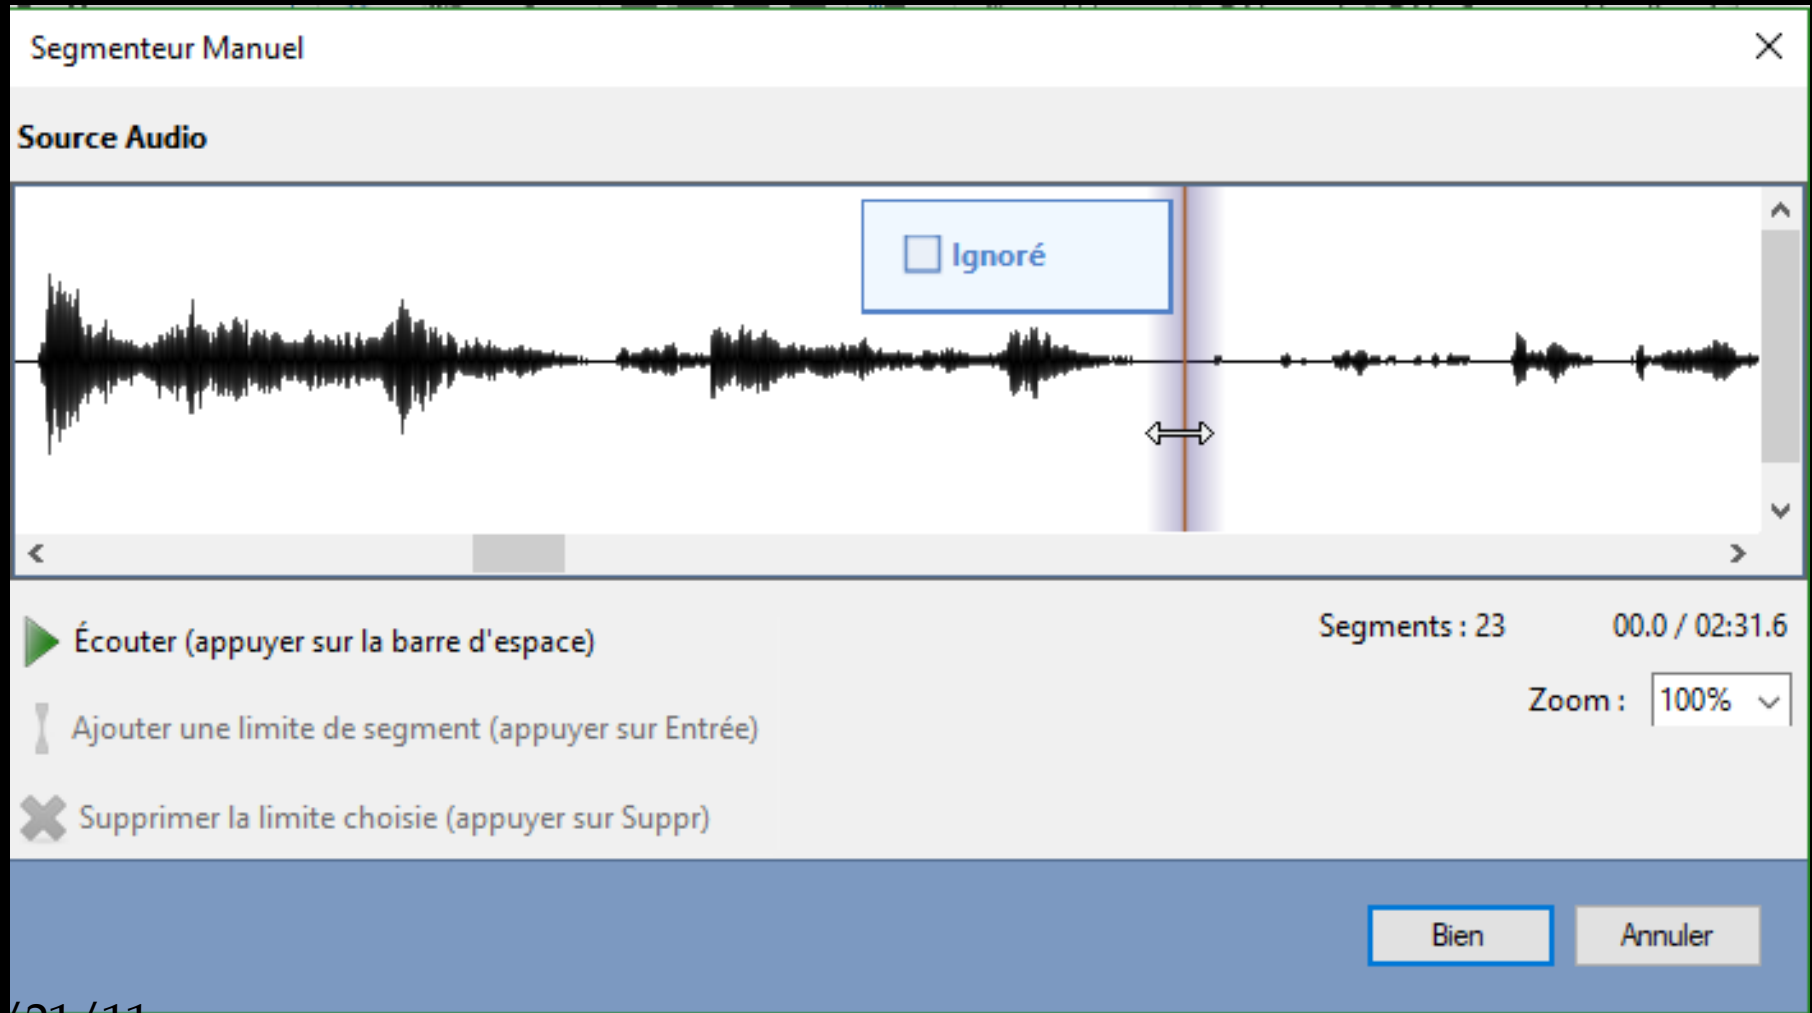 Segmenteur Manuel
Source Audio
Ignoré
Écouter (appuyer sur la barre d'espace)
Segments : 23 00.0 / 02:31.6
Zoom : 100%
Ajouter une limite de segment (appuyer sur Entrée)
Supprimer la limite choisie (appuyer sur Suppr)
Bien Annuler